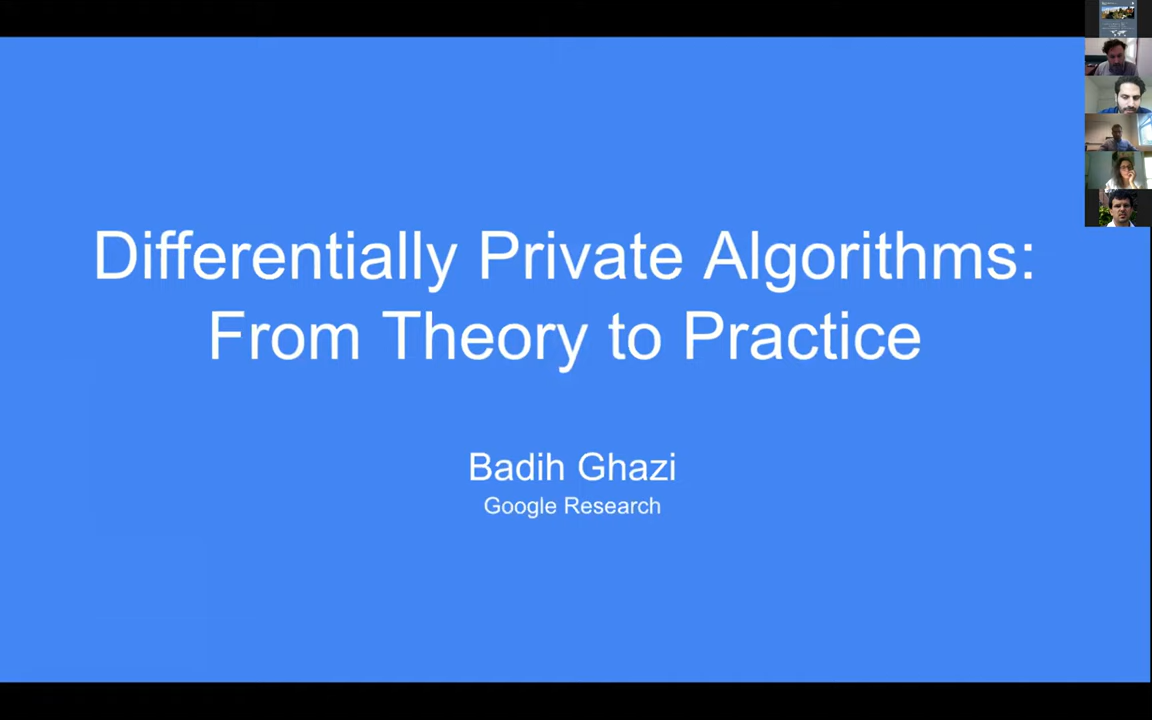 Differentially Private Algorithms:
From Theory to Practice
Badih Ghazi
Google Research